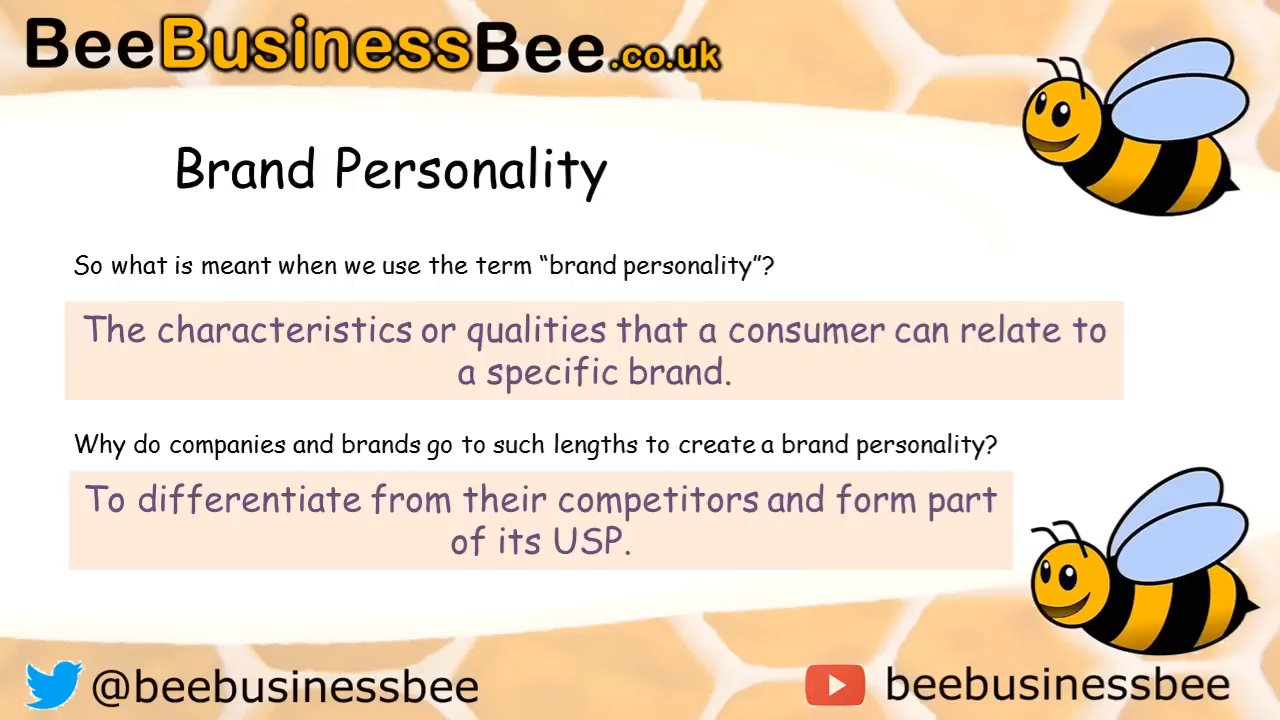 BeeBusinessBee.co.uk
Brand Personality
So what is meant when we use the term “brand personality”?
The characteristics or qualities that a consumer can relate to
a specific brand.
Why do companies and brands go to such lengths to create a brand personality?
To differentiate from their competitors and form part
of its USP.
@beebusinessbee
beebusinessbee